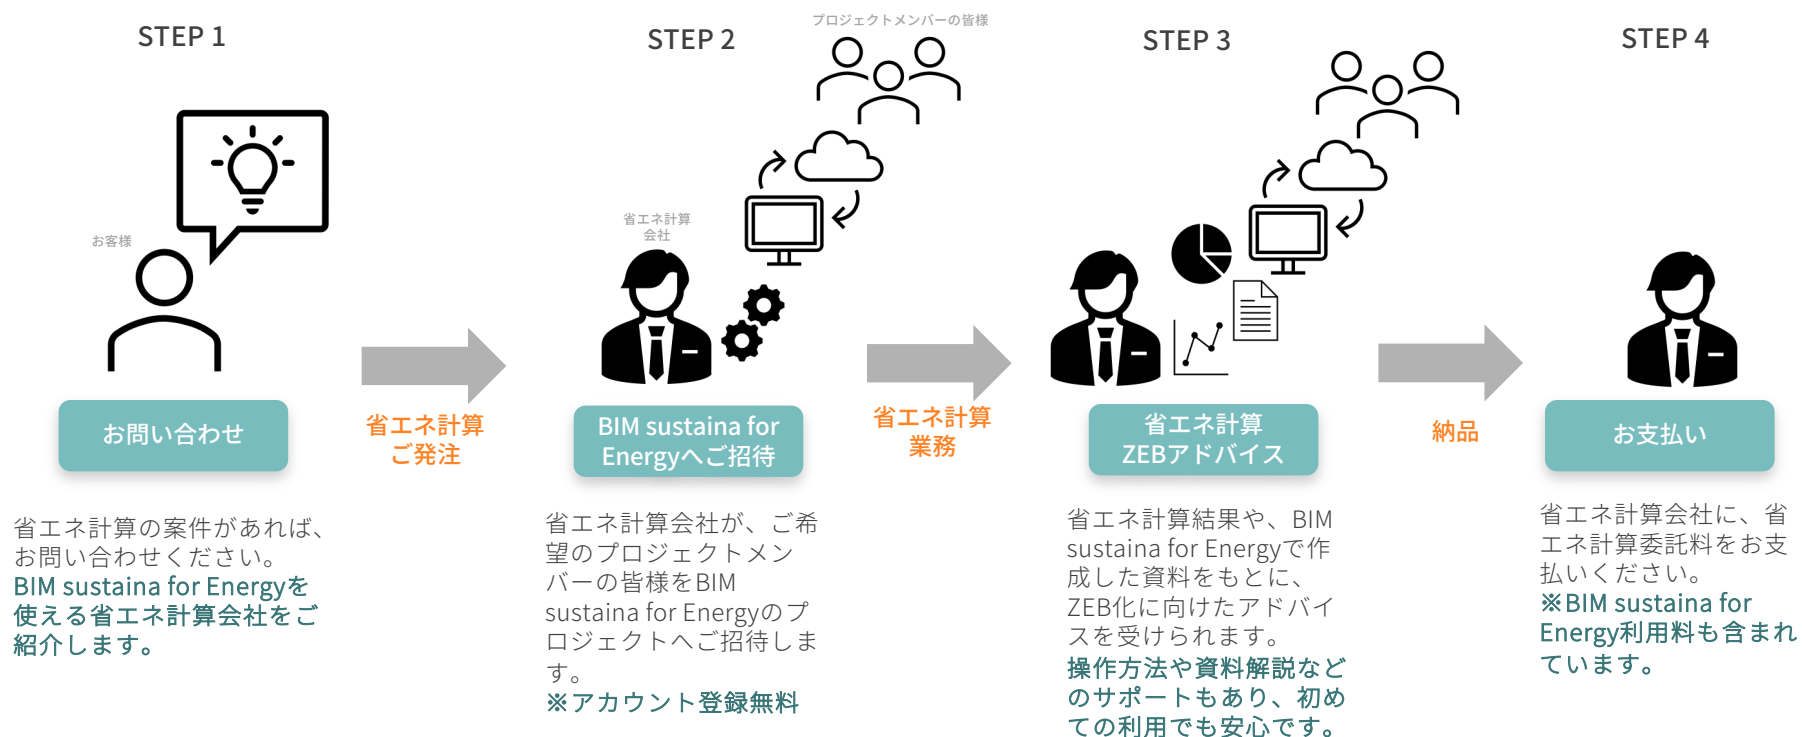 STEP 1
お客様
お問い合わせ
省エネ計算の案件があれば、
お問い合わせください。
BIM sustaina for Energyを
使える省エネ計算会社をご
紹介します。
省エネ計算
ご発注
STEP 2
プロジェクトメンバーの皆様
省エネ計算
会社
BIM sustaina for
Energyへご招待
省エネ計算会社が、ご希
望のプロジェクトメン
バーの皆様をBIM
sustaina for Energyのプ
ロジェクトへご招待しま
す。
※アカウント登録無料
省エネ計算
業務
STEP 3
省エネ計算
ZEBアドバイス
省エネ計算結果や、BIM
sustaina for Energyで作
成した資料をもとに、
ZEB化に向けたアドバイ
スを受けられます。
操作方法や資料解説など
のサポートもあり、初め
ての利用でも安心です。
納品
STEP 4
お支払い
省エネ計算会社に、省
エネ計算委託料をお支
払いください。
※BIM sustaina for
Energy利用料も含まれ
ています。